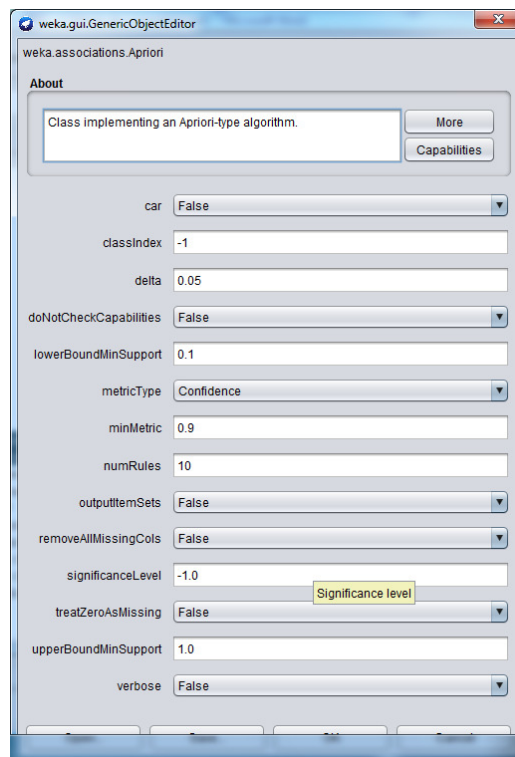 weka.gui.GenericObjectEditor
weka.associations.Apriori
About
Class implementing an Apriori-type algorithm.
More
Capabilities
car False
classIndex -1
delta 0.05
doNotCheckCapabilities False
lowerBoundMinSupport 0.1
metricType Confidence
minMetric 0.9
numRules 10
outputItemSets False
removeAllMissingCols False
significanceLevel -1.0
Significance level
treatZeroAsMissing False
upperBoundMinSupport 1.0
verbose False